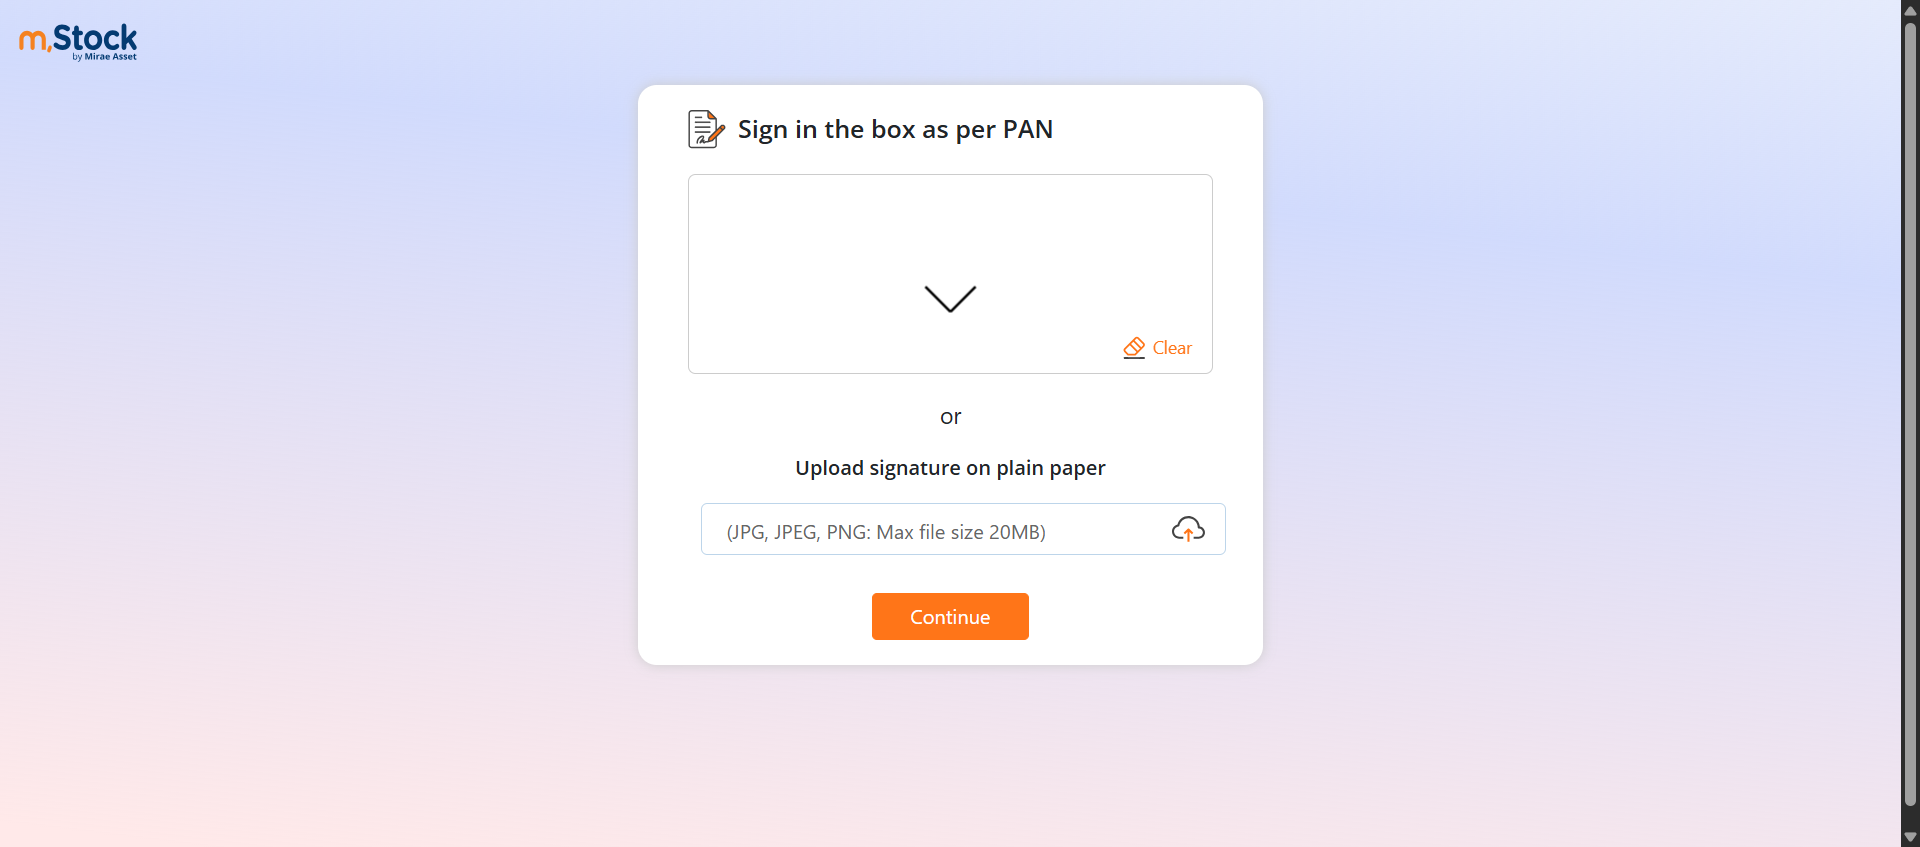 m.Stock
by Mirae Asset
Sign in the box as per PAN
Clear
or
Upload signature on plain paper
(JPG, JPEG, PNG: Max file size 20MB)
Continue